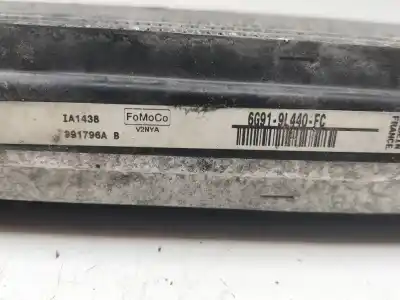 IA1438
991796A B
FoMoCo
V2NYA
6G91-9L440-FC
FRANCE